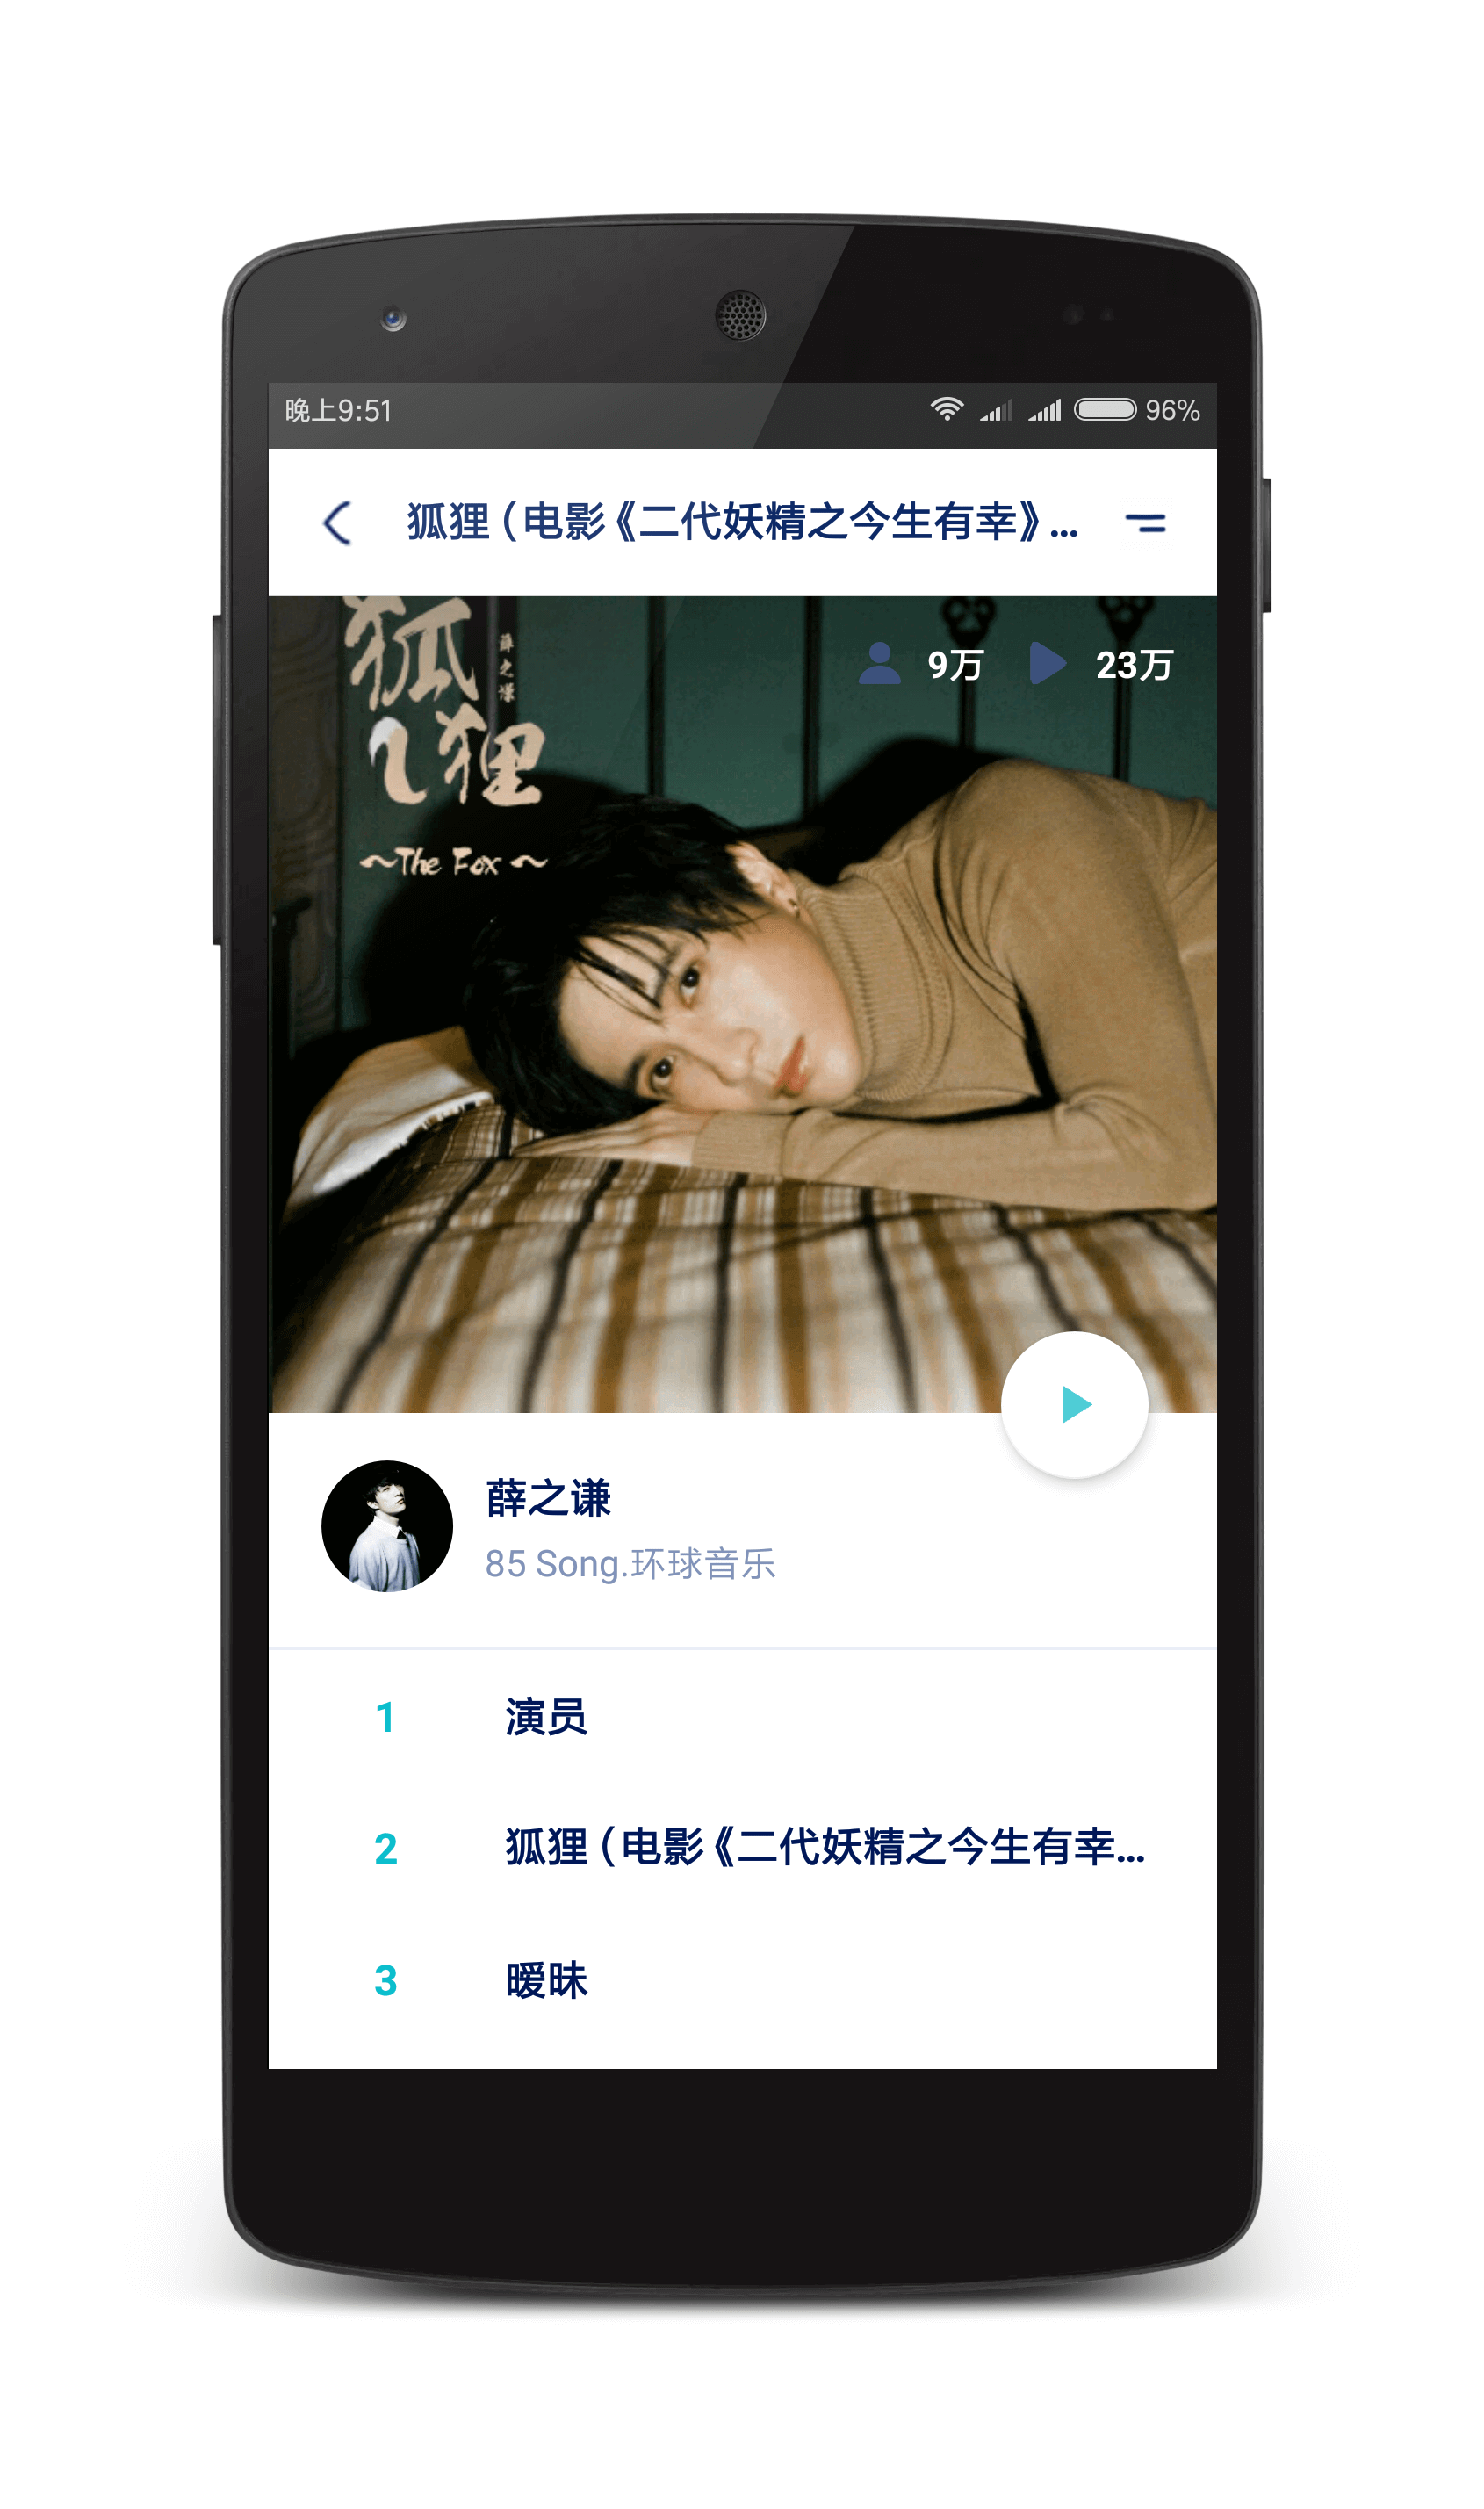 晚上9:51
96%
狐狸（电影《二代妖精之今生有幸》...
9万
23万
狐
狸
薛之谦
~The Fox~
薛之谦
85 Song.环球音乐
1
演员
2
狐狸（电影《二代妖精之今生有幸...
3
暧昧